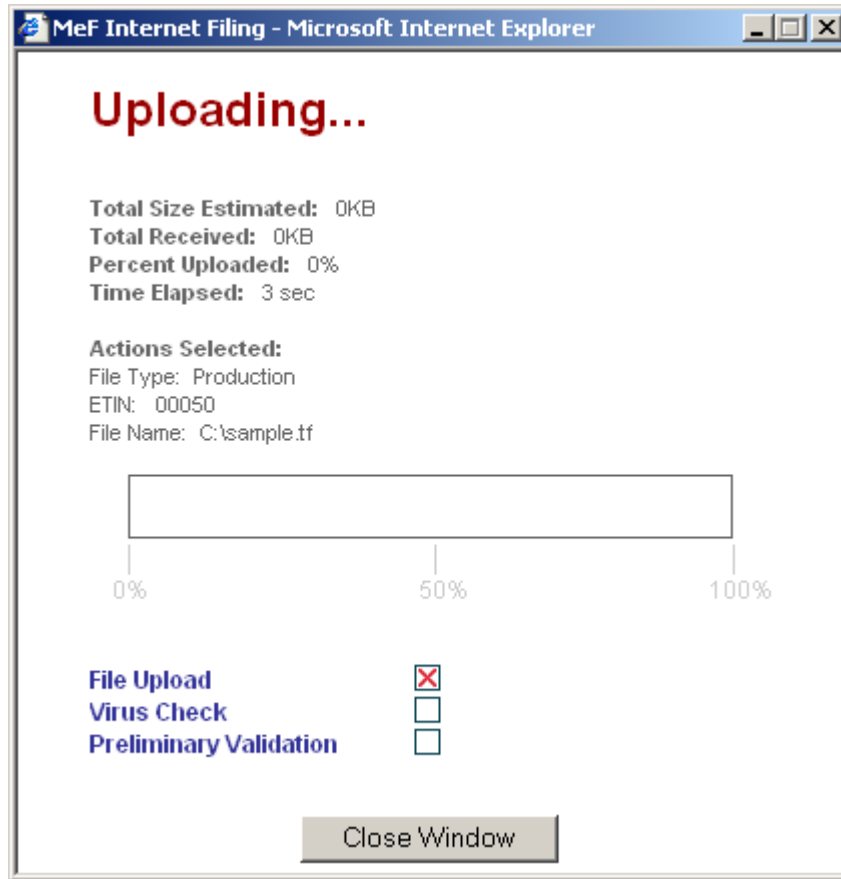 MeF Internet Filing - Microsoft Internet Explorer
Uploading...
Total Size Estimated: 0KB
Total Received: 0KB
Percent Uploaded: 0%
Time Elapsed: 3 sec
Actions Selected:
File Type: Production
ETIN: 00050
File Name: C:\sample.tf
0% 50% 100%
File Upload
Virus Check
Preliminary Validation
Close Window